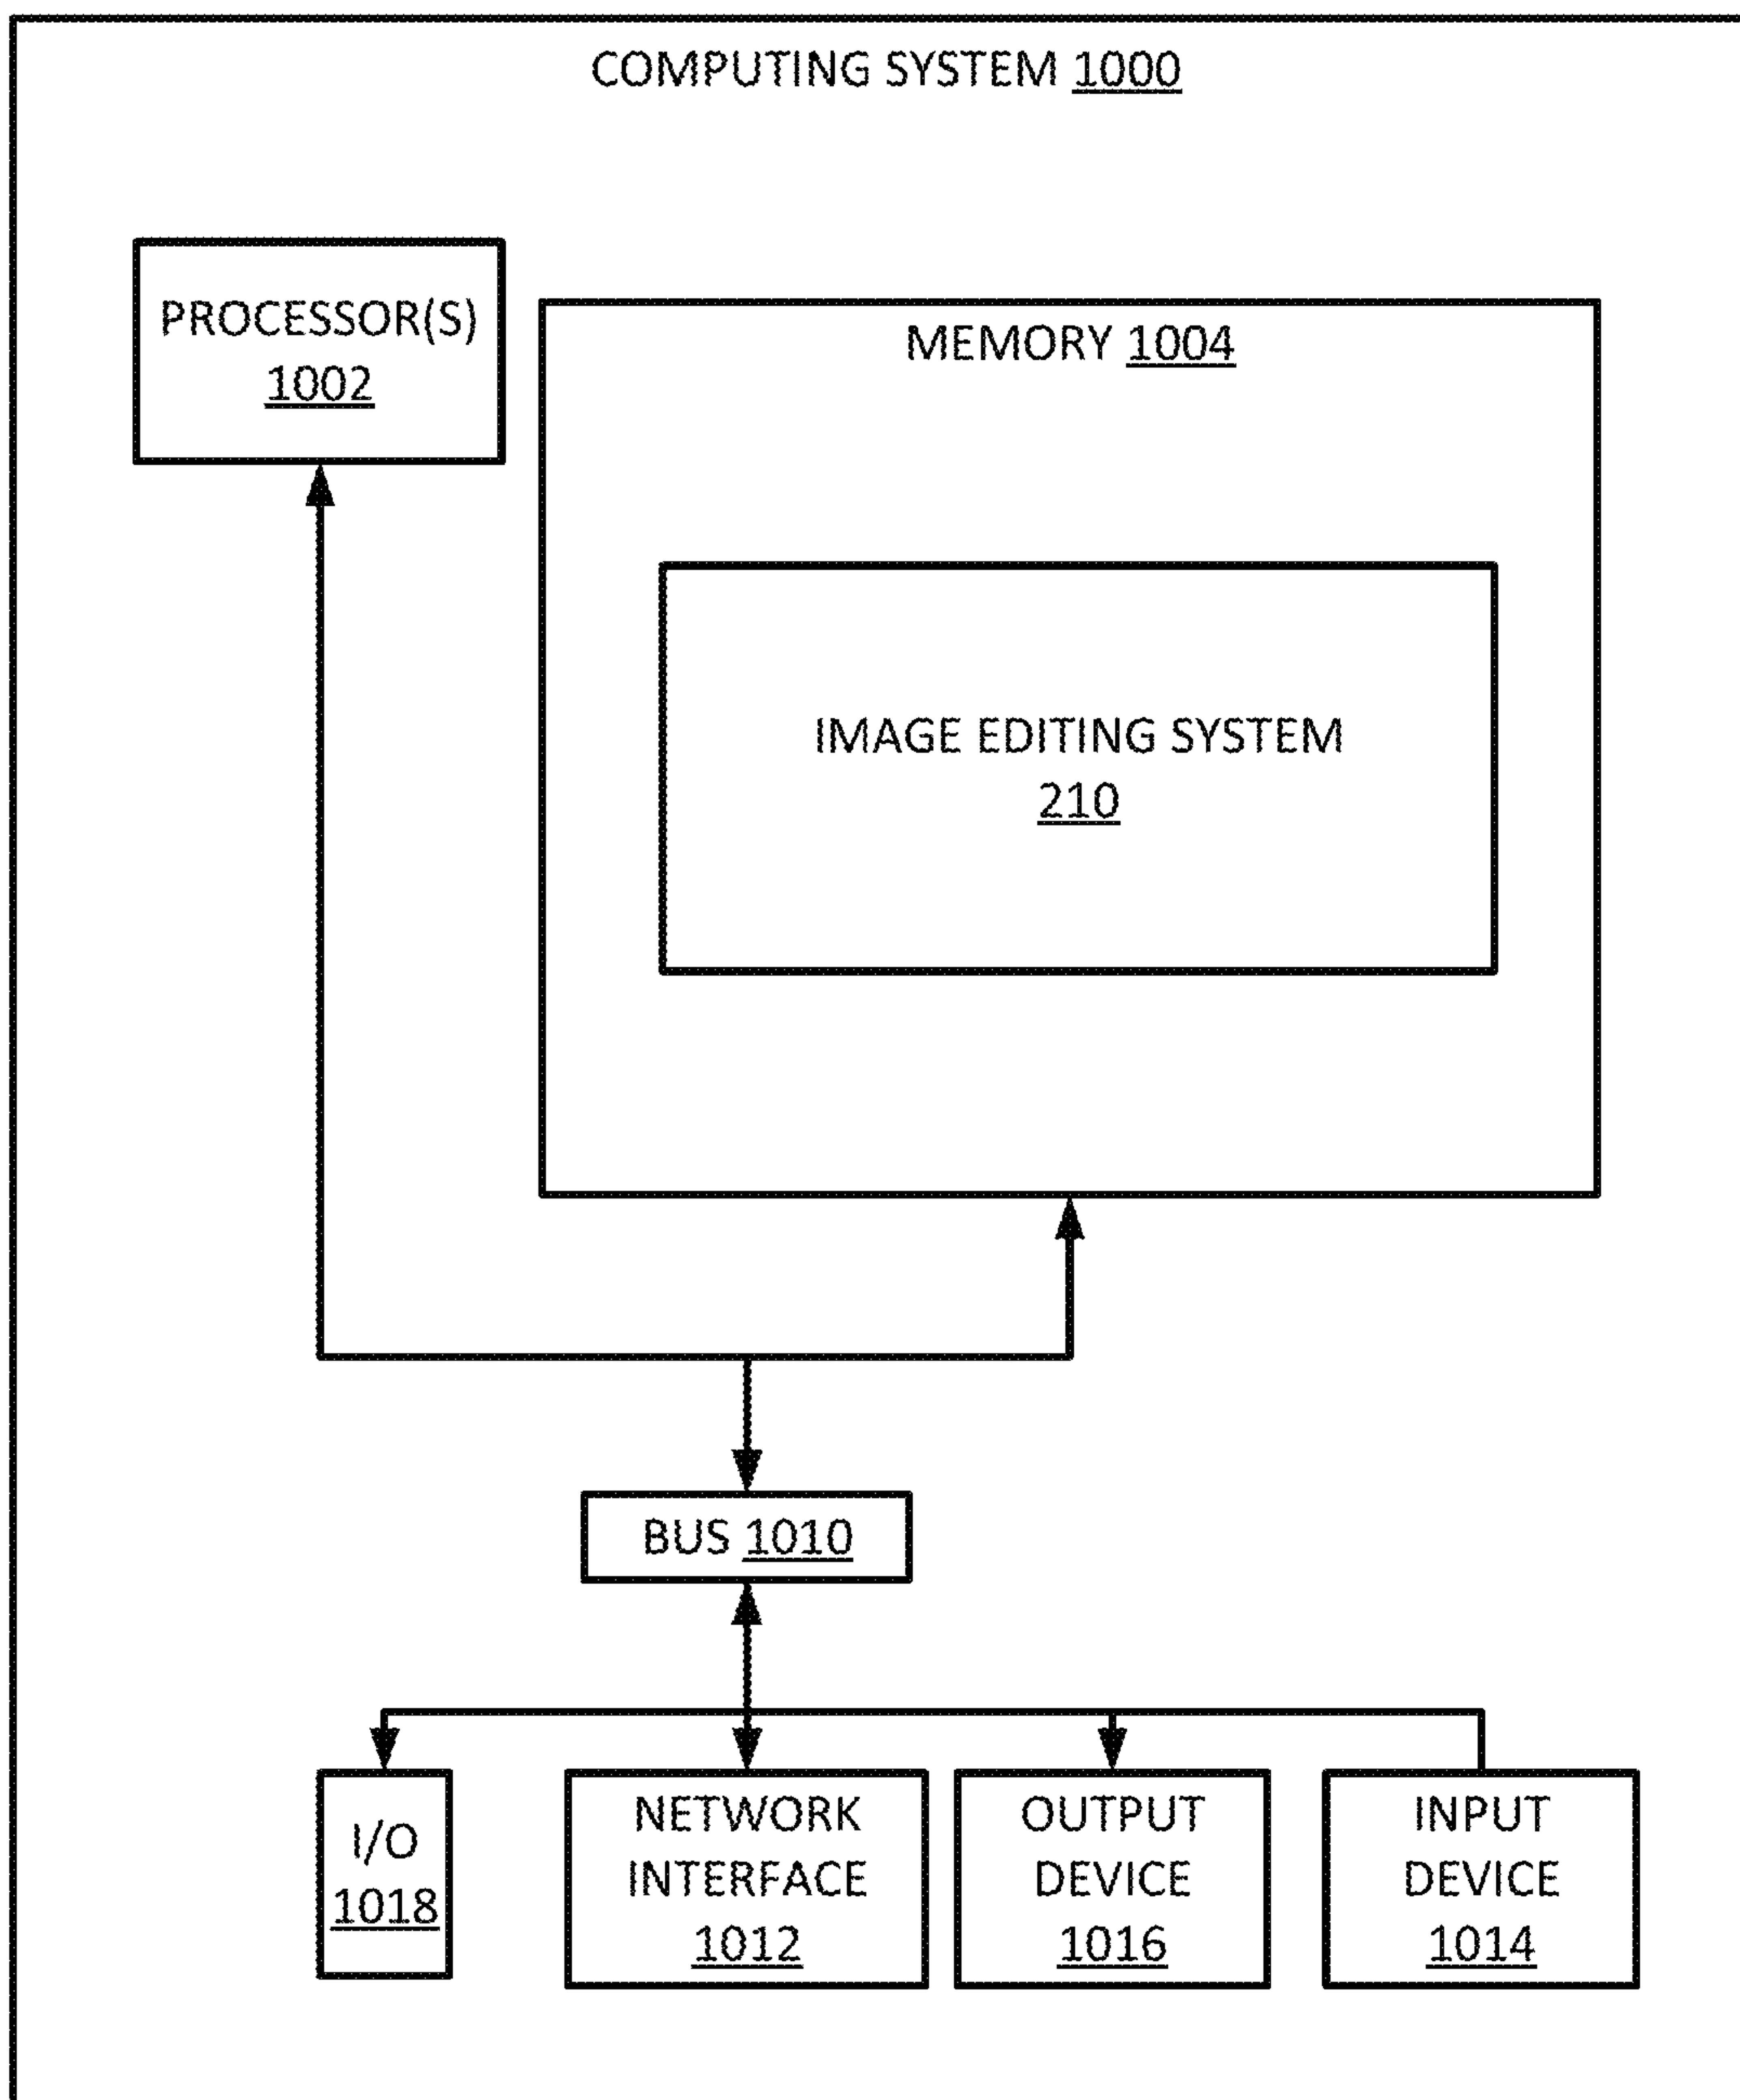 COMPUTING SYSTEM 1000
PROCESSOR(S)
1002
MEMORY 1004
IMAGE EDITING SYSTEM
210
BUS 1010
I/O
1018
NETWORK
INTERFACE
1012
OUTPUT
DEVICE
1016
INPUT
DEVICE
1014